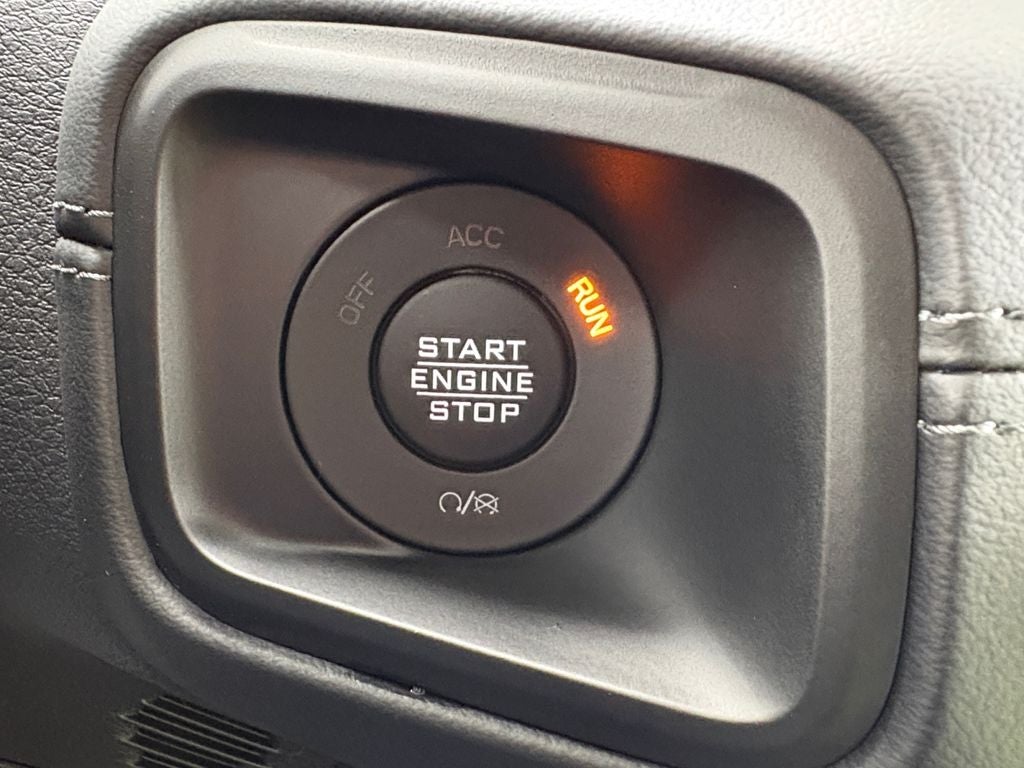 ACC
OFF
RUN
START
ENGINE
STOP